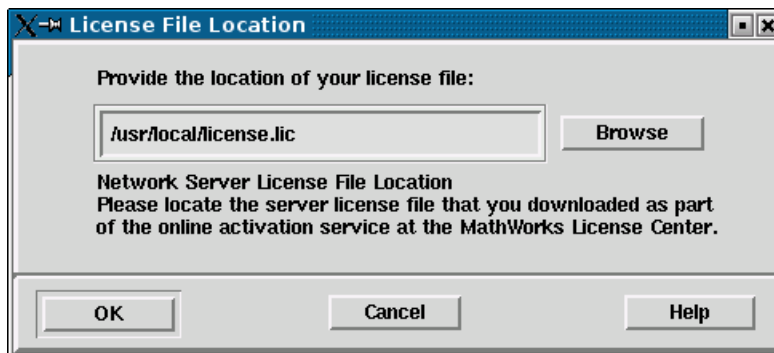 License File Location
Provide the location of your license file:
/usr/local/license.lic
Browse
Network Server License File Location
Please locate the server license file that you downloaded as part
of the online activation service at the MathWorks License Center.
OK
Cancel
Help